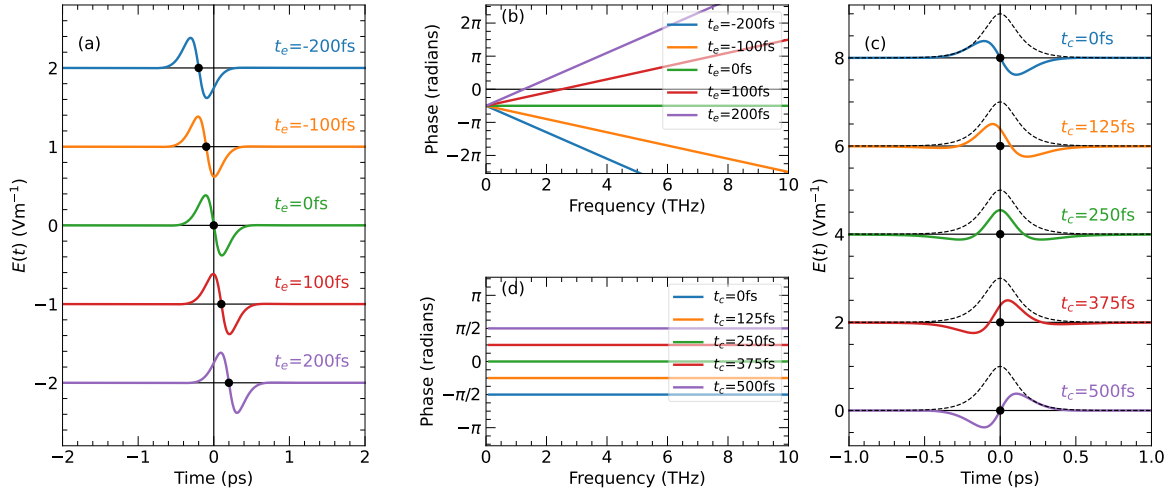 (a)
t_e=-200fs
t_e=-100fs
t_e=0fs
t_e=100fs
t_e=200fs
2
1
0
−1
−2
E(t) (Vm⁻¹)
−2
−1
0
1
2
Time (ps)
(b)
t_e=-200fs
t_e=-100fs
t_e=0fs
t_e=100fs
t_e=200fs
2π
π
0
−π
−2π
Phase (radians)
0
2
4
6
8
10
Frequency (THz)
(d)
t_c=0fs
t_c=125fs
t_c=250fs
t_c=375fs
t_c=500fs
π
π/2
0
−π/2
−π
Phase (radians)
0
2
4
6
8
10
Frequency (THz)
(c)
t_c=0fs
t_c=125fs
t_c=250fs
t_c=375fs
t_c=500fs
8
6
4
2
0
E(t) (Vm⁻¹)
−1.0
−0.5
0.0
0.5
1.0
Time (ps)